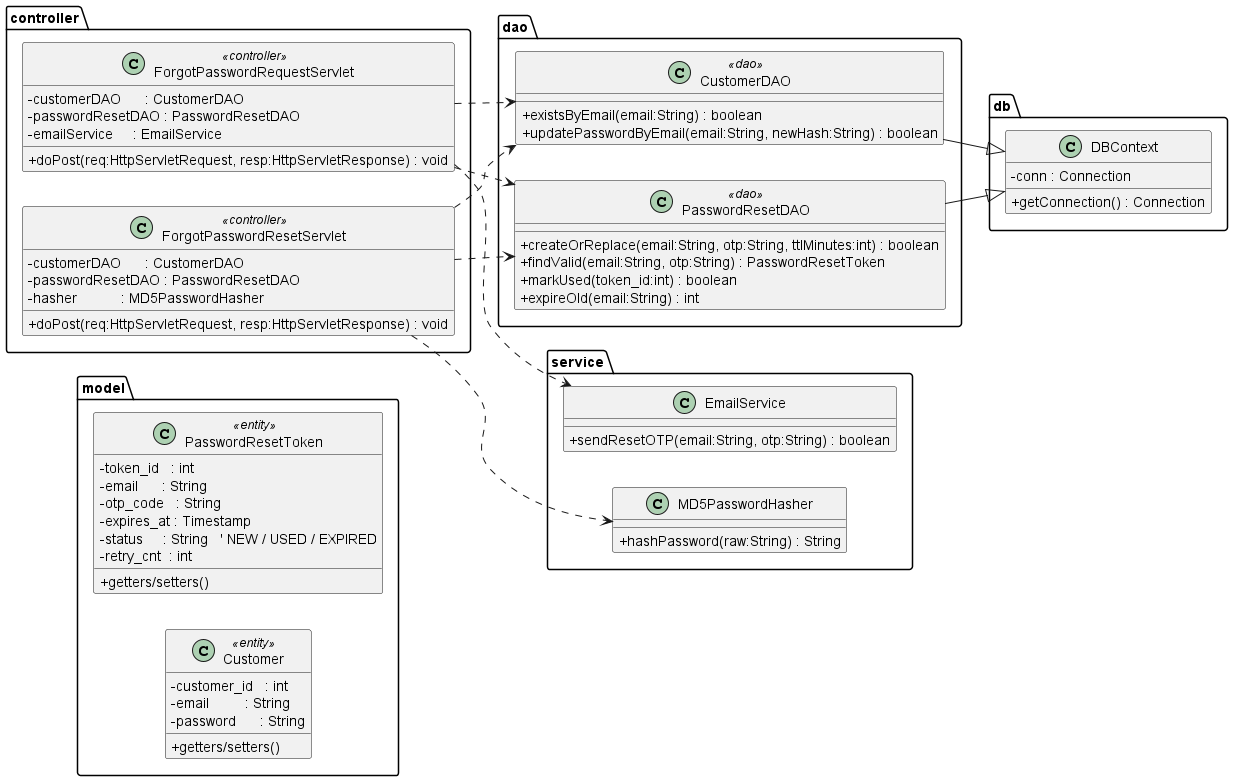 controller
«controller»
ForgotPasswordRequestServlet
-customerDAO : CustomerDAO
-passwordResetDAO : PasswordResetDAO
-emailService : EmailService
+doPost(req:HttpServletRequest, resp:HttpServletResponse) : void
«controller»
ForgotPasswordResetServlet
-customerDAO : CustomerDAO
-passwordResetDAO : PasswordResetDAO
-hasher : MD5PasswordHasher
+doPost(req:HttpServletRequest, resp:HttpServletResponse) : void
dao
«dao»
CustomerDAO
+existsByEmail(email:String) : boolean
+updatePasswordByEmail(email:String, newHash:String) : boolean
«dao»
PasswordResetDAO
+createOrReplace(email:String, otp:String, ttlMinutes:int) : boolean
+findValid(email:String, otp:String) : PasswordResetToken
+markUsed(token_id:int) : boolean
+expireOld(email:String) : int
db
DBContext
-conn : Connection
+getConnection() : Connection
service
EmailService
+sendResetOTP(email:String, otp:String) : boolean
MD5PasswordHasher
+hashPassword(raw:String) : String
model
«entity»
PasswordResetToken
-token_id : int
-email : String
-otp_code : String
-expires_at : Timestamp
-status : String ' NEW / USED / EXPIRED
-retry_cnt : int
+getters/setters()
«entity»
Customer
-customer_id : int
-email : String
-password : String
+getters/setters()